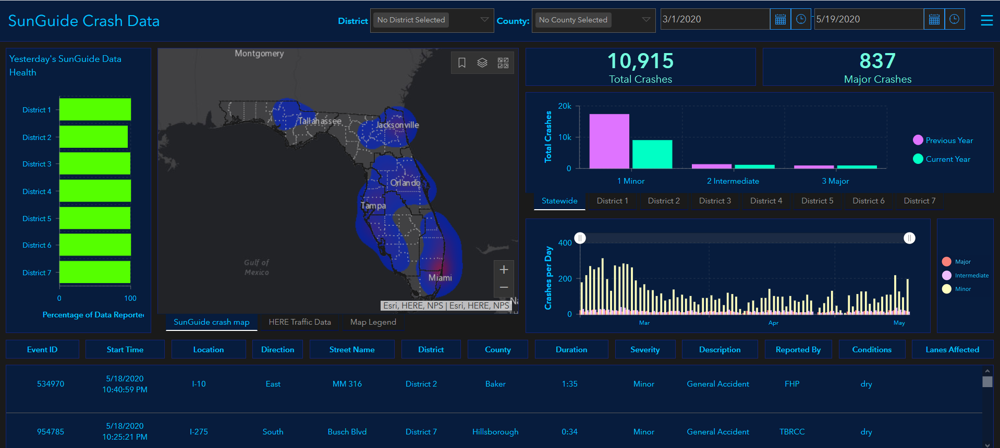 SunGuide Crash Data
District
No District Selected
County:
No County Selected
3/1/2020
-
5/19/2020
Yesterday's SunGuide Data
Health
District 1
District 2
District 3
District 4
District 5
District 6
District 7
0
100
Percentage of Data Reporte
Montgomery
Tallahassee
Jacksonville
Orlando
Tampa
Miami
Gulf of
Mexico
+
−
Esri, HERE, NPS | Esri, HERE, NPS
SunGuide crash map
HERE Traffic Data
Map Legend
10,915
Total Crashes
837
Major Crashes
Total Crashes
20k
10k
0
1 Minor
2 Intermediate
3 Major
Previous Year
Current Year
Statewide
District 1
District 2
District 3
District 4
District 5
District 6
District 7
Crashes per Day
400
200
0
Mar
Apr
May
Major
Intermediate
Minor
Event ID
Start Time
Location
Direction
Street Name
District
County
Duration
Severity
Description
Reported By
Conditions
Lanes Affected
534970
5/18/2020
10:40:59 PM
I-10
East
MM 316
District 2
Baker
1:35
Minor
General Accident
FHP
dry
954785
5/18/2020
10:25:21 PM
I-275
South
Busch Blvd
District 7
Hillsborough
0:34
Minor
General Accident
TBRCC
dry